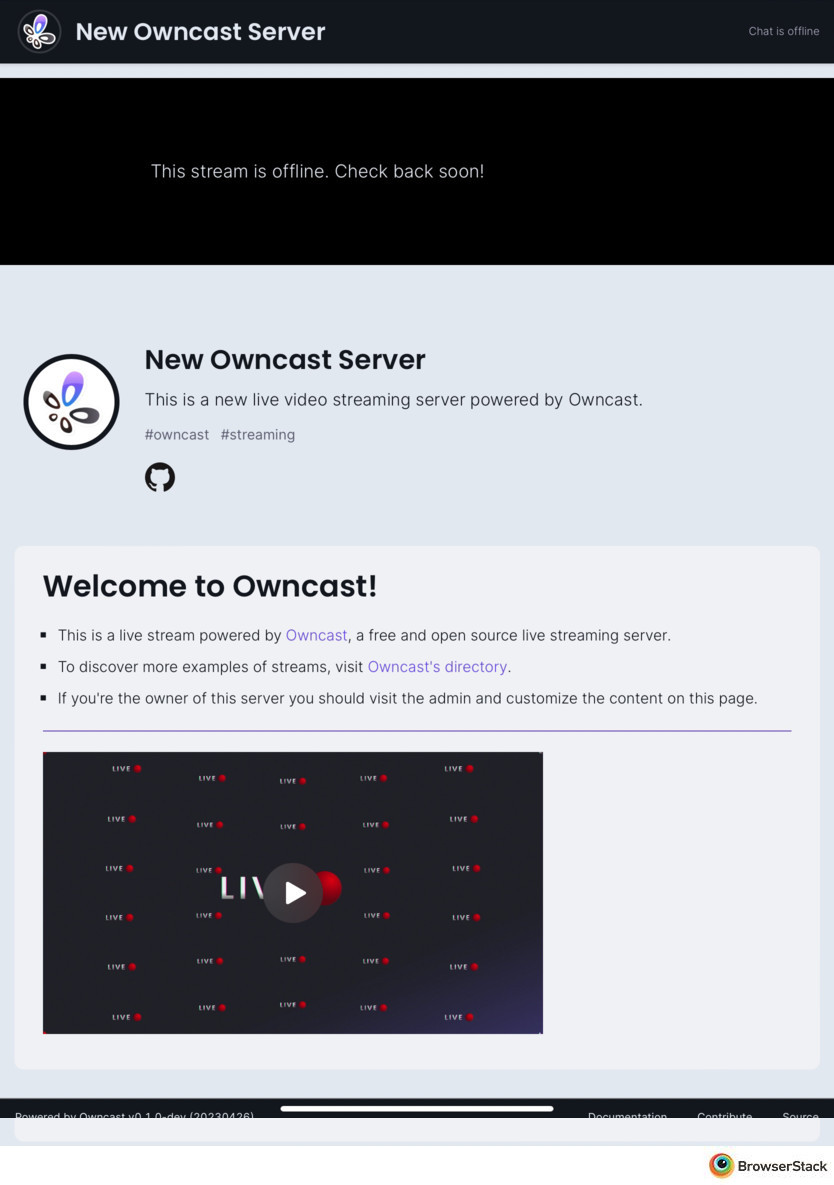 New Owncast Server
Chat is offline
This stream is offline. Check back soon!
New Owncast Server
This is a new live video streaming server powered by Owncast.
#owncast #streaming
Welcome to Owncast!
This is a live stream powered by Owncast, a free and open source live streaming server.
To discover more examples of streams, visit Owncast's directory.
If you're the owner of this server you should visit the admin and customize the content on this page.
LIVE LIVE LIVE LIVE LIVE
LIVE LIVE LIVE LIVE LIVE
LIVE LIVE LIVE LIVE
LIV
LIVE LIVE LIVE LIVE
LIVE LIVE LIVE LIVE LIVE
LIVE LIVE LIVE LIVE LIVE
Powered by Owncast v0.1.0-dev (20230426)
Documentation Contribute Source
BrowserStack